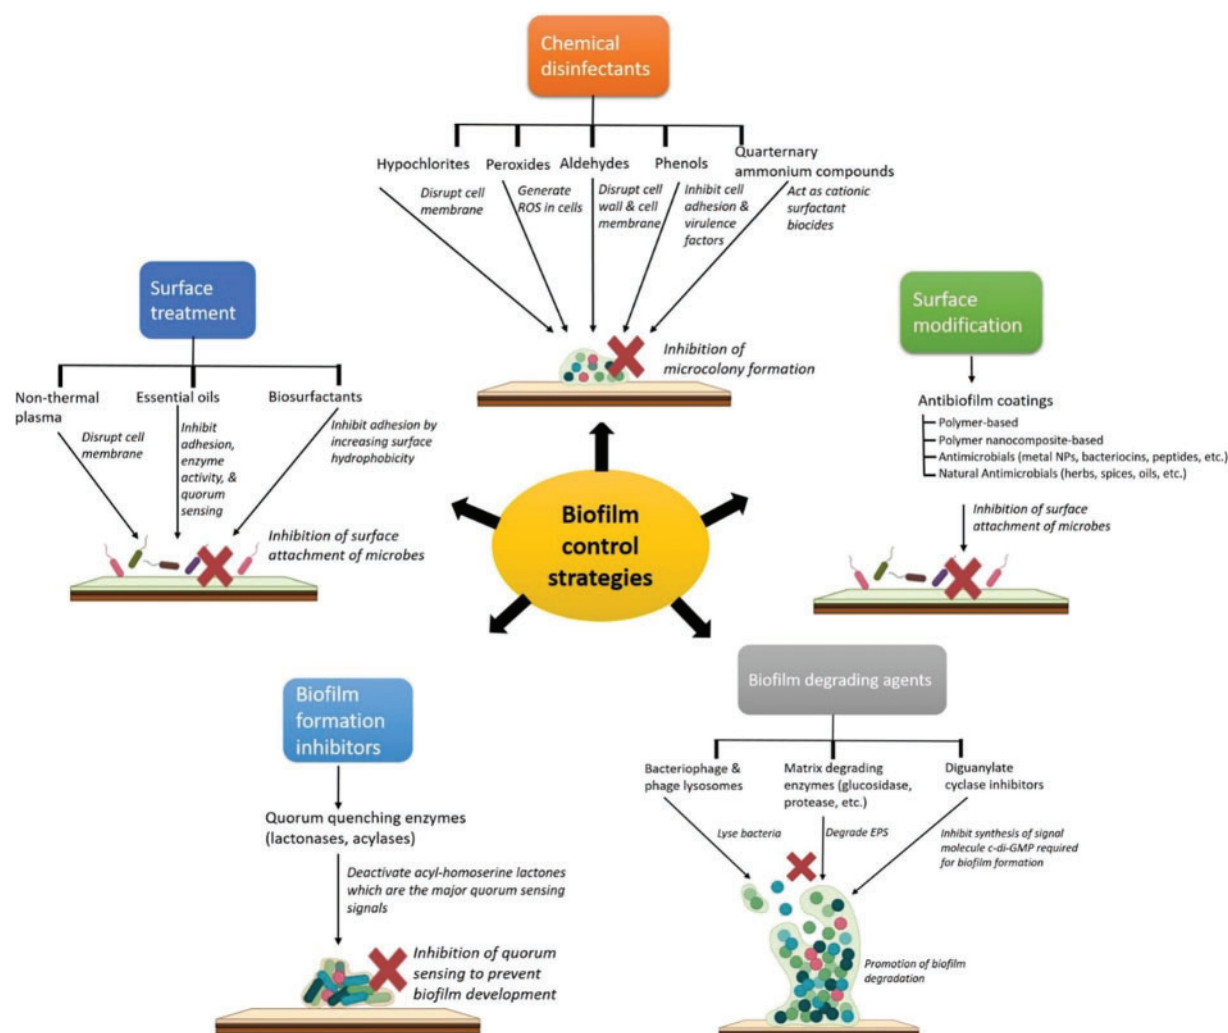 Chemical
disinfectants
Hypochlorites
Peroxides
Aldehydes
Phenols
Quarternary
ammonium compounds
Disrupt cell
membrane
Generate
ROS in cells
Disrupt cell
wall & cell
membrane
Inhibit cell
adhesion &
virulence
factors
Act as cationic
surfactant
biocides
Inhibition of
microcolony formation
Surface
treatment
Non-thermal
plasma
Essential oils
Biosurfactants
Disrupt cell
membrane
Inhibit
adhesion,
enzyme
activity, &
quorum
sensing
Inhibit adhesion by
increasing surface
hydrophobicity
Inhibition of surface
attachment of microbes
Surface
modification
Antibiofilm coatings
Polymer-based
Polymer nanocomposite-based
Antimicrobials (metal NPs, bacteriocins, peptides, etc.)
Natural Antimicrobials (herbs, spices, oils, etc.)
Inhibition of surface
attachment of microbes
Biofilm
control
strategies
Biofilm
formation
inhibitors
Quorum quenching enzymes
(lactonases, acylases)
Deactivate acyl-homoserine lactones
which are the major quorum sensing
signals
Inhibition of quorum
sensing to prevent
biofilm development
Biofilm degrading agents
Bacteriophage &
phage lysosomes
Matrix degrading
enzymes (glucosidase,
protease, etc.)
Diguanylate
cyclase inhibitors
Lyse bacteria
Degrade EPS
Inhibit synthesis of signal
molecule c-di-GMP required
for biofilm formation
Promotion of biofilm
degradation